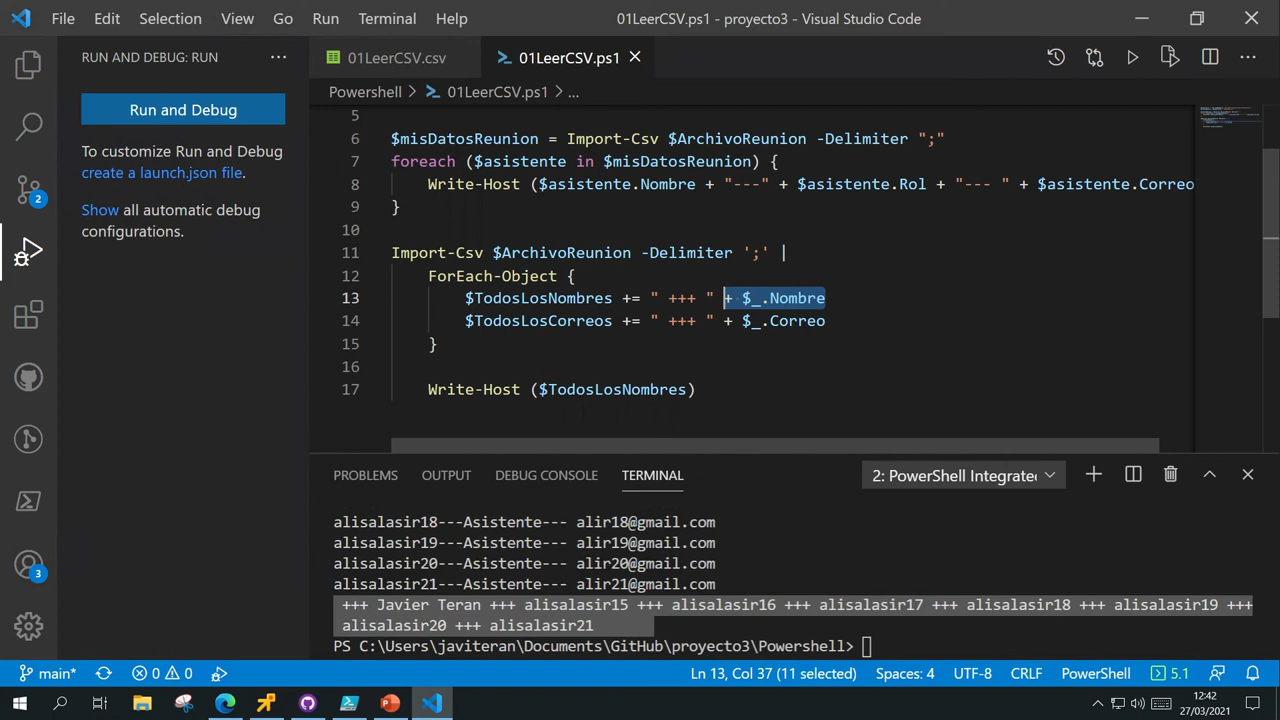 File Edit Selection View Go Run Terminal Help 01LeerCSV.ps1 - proyecto3 - Visual Studio Code
RUN AND DEBUG: RUN
01LeerCSV.csv 01LeerCSV.ps1
Powershell > 01LeerCSV.ps1 > ...
Run and Debug
To customize Run and Debug
create a launch.json file.
Show all automatic debug
configurations.
2
3
5
6 $misDatosReunion = Import-Csv $ArchivoReunion -Delimiter ";"
7 foreach ($asistente in $misDatosReunion) {
8 Write-Host ($asistente.Nombre + "---" + $asistente.Rol + "--- " + $asistente.Correo
9 }
10
11 Import-Csv $ArchivoReunion -Delimiter ';' |
12 ForEach-Object {
13 $TodosLosNombres += " +++ " + $_.Nombre
14 $TodosLosCorreos += " +++ " + $_.Correo
15 }
16
17 Write-Host ($TodosLosNombres)
PROBLEMS OUTPUT DEBUG CONSOLE TERMINAL 2: PowerShell Integrate
alisalasir18---Asistente--- alir18@gmail.com
alisalasir19---Asistente--- alir19@gmail.com
alisalasir20---Asistente--- alir20@gmail.com
alisalasir21---Asistente--- alir21@gmail.com
+++ Javier Teran +++ alisalasir15 +++ alisalasir16 +++ alisalasir17 +++ alisalasir18 +++ alisalasir19 +++
alisalasir20 +++ alisalasir21
PS C:\Users\javiteran\Documents\GitHub\proyecto3\Powershell>
main* 0 0 Ln 13, Col 37 (11 selected) Spaces: 4 UTF-8 CRLF PowerShell 5.1
12:42
27/03/2021